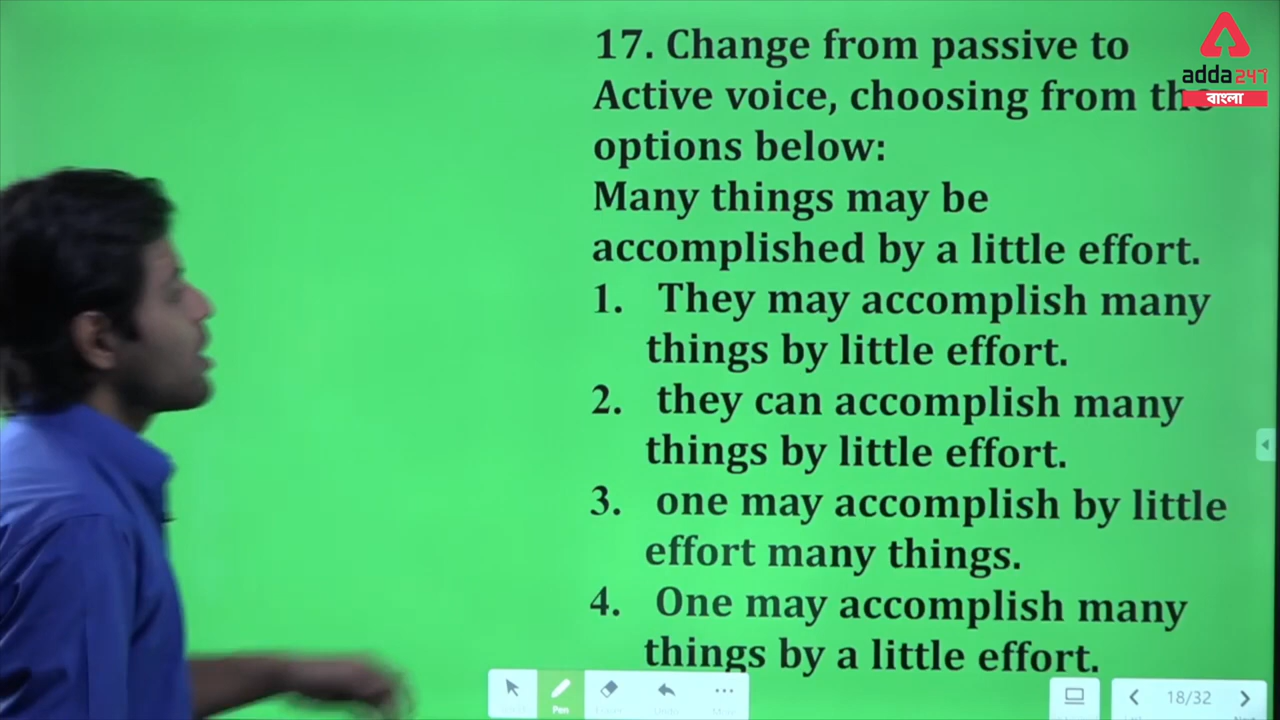 17. Change from passive to
Active voice, choosing from the
options below:
Many things may be
accomplished by a little effort.
1. They may accomplish many
things by little effort.
2. they can accomplish many
things by little effort.
3. one may accomplish by little
effort many things.
4. One may accomplish many
things by a little effort.
adda247
বাংলা
Pen
18/32